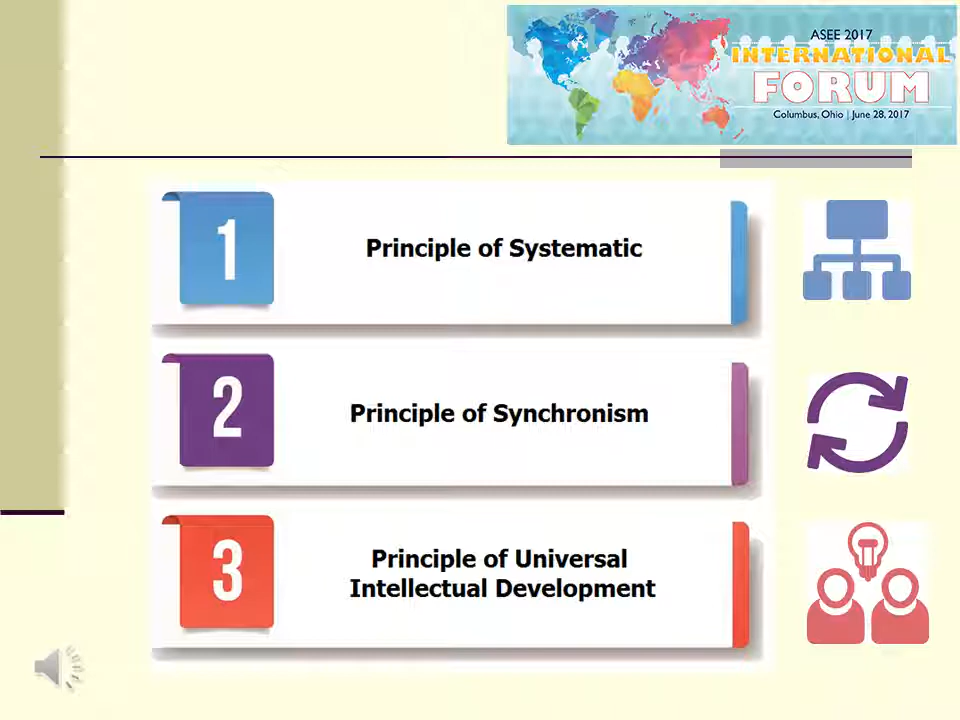 ASEE 2017
INTERNATIONAL
FORUM
Columbus, Ohio | June 28, 2017
1
Principle of Systematic
2
Principle of Synchronism
3
Principle of Universal
Intellectual Development